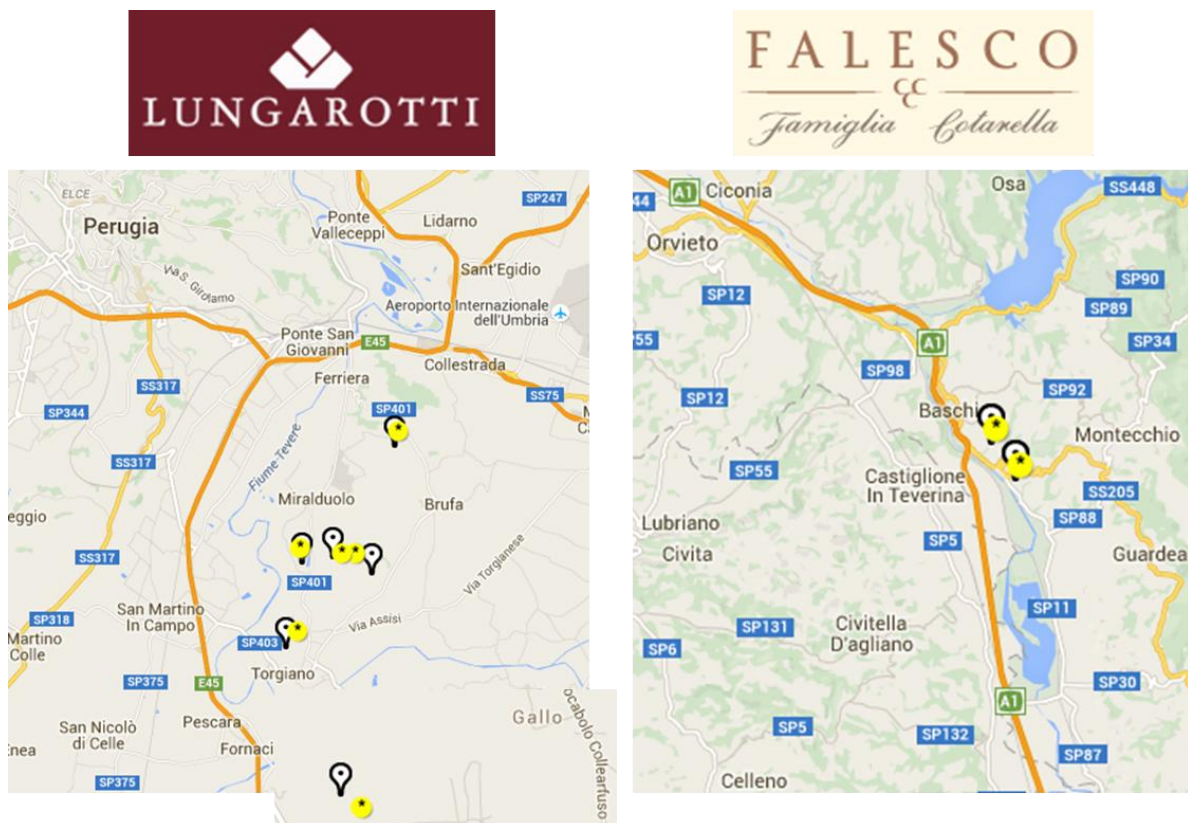 LUNGAROTTI
FALESCO
Famiglia Cotarella
ELCE
Perugia
Ponte
Valleceppi
Lidarno
SP247
Via S. Girolamo
Sant'Egidio
Aeroporto Internazionale
dell'Umbria
Ponte San
Giovanni
E45
Collestrada
Ferriera
SS317
SP344
SP401
SS75
SS317
Fiume Tevere
Miralduolo
Brufa
eggio
SS317
SP401
Via Torgianese
San Martino
In Campo
SP318
Via Assisi
Martino
Colle
SP403
Torgiano
SP375
E45
San Nicolò
di Celle
Pescara
Fornaci
enea
SP375
Gallo
ocabolo Collearfuso
A1
Ciconia
Osa
SS448
44
Orvieto
SP90
SP12
SP89
P55
A1
SP34
SP98
SP12
SP92
Baschi
Montecchio
SP55
Castiglione
In Teverina
SS205
SP88
Lubriano
Civita
SP5
Guardea
SP11
SP131
Civitella
D'agliano
SP6
SP30
A1
SP5
SP132
SP87
Celleno